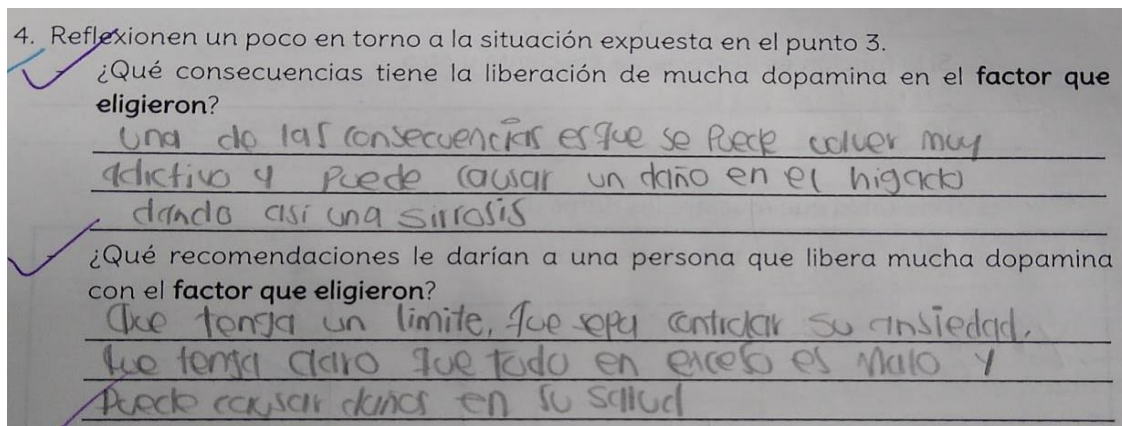 4. Reflexionen un poco en torno a la situación expuesta en el punto 3.
¿Qué consecuencias tiene la liberación de mucha dopamina en el factor que
eligieron?
una de las consecuencias es que se puede volver muy
adictivo y puede causar un daño en el higado
dando asi una sirrosis
¿Qué recomendaciones le darían a una persona que libera mucha dopamina
con el factor que eligieron?
Que tenga un limite, que sepa controlar su ansiedad.
que tenga claro que todo en exceso es malo y
puede causar daños en su salud